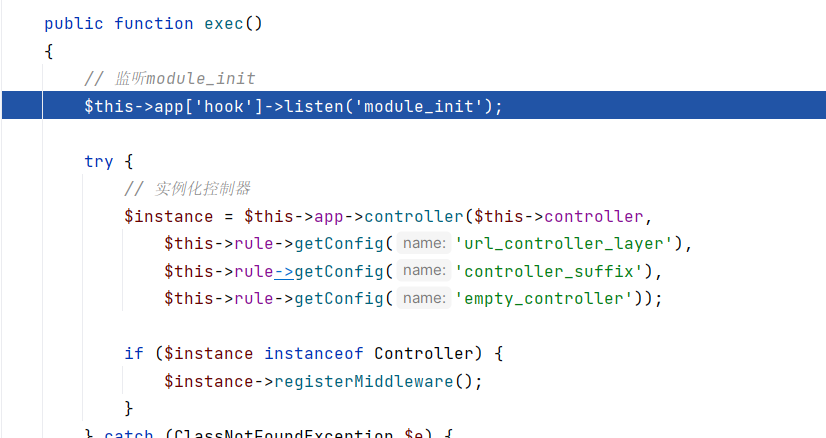 public function exec()
{
// 监听module_init
$this->app['hook']->listen('module_init');
try {
// 实例化控制器
$instance = $this->app->controller($this->controller,
$this->rule->getConfig( name: 'url_controller_layer'),
$this->rule->getConfig( name: 'controller_suffix'),
$this->rule->getConfig( name: 'empty_controller'));
if ($instance instanceof Controller) {
$instance->registerMiddleware();
}
} catch (ClassNotFoundException $e) {